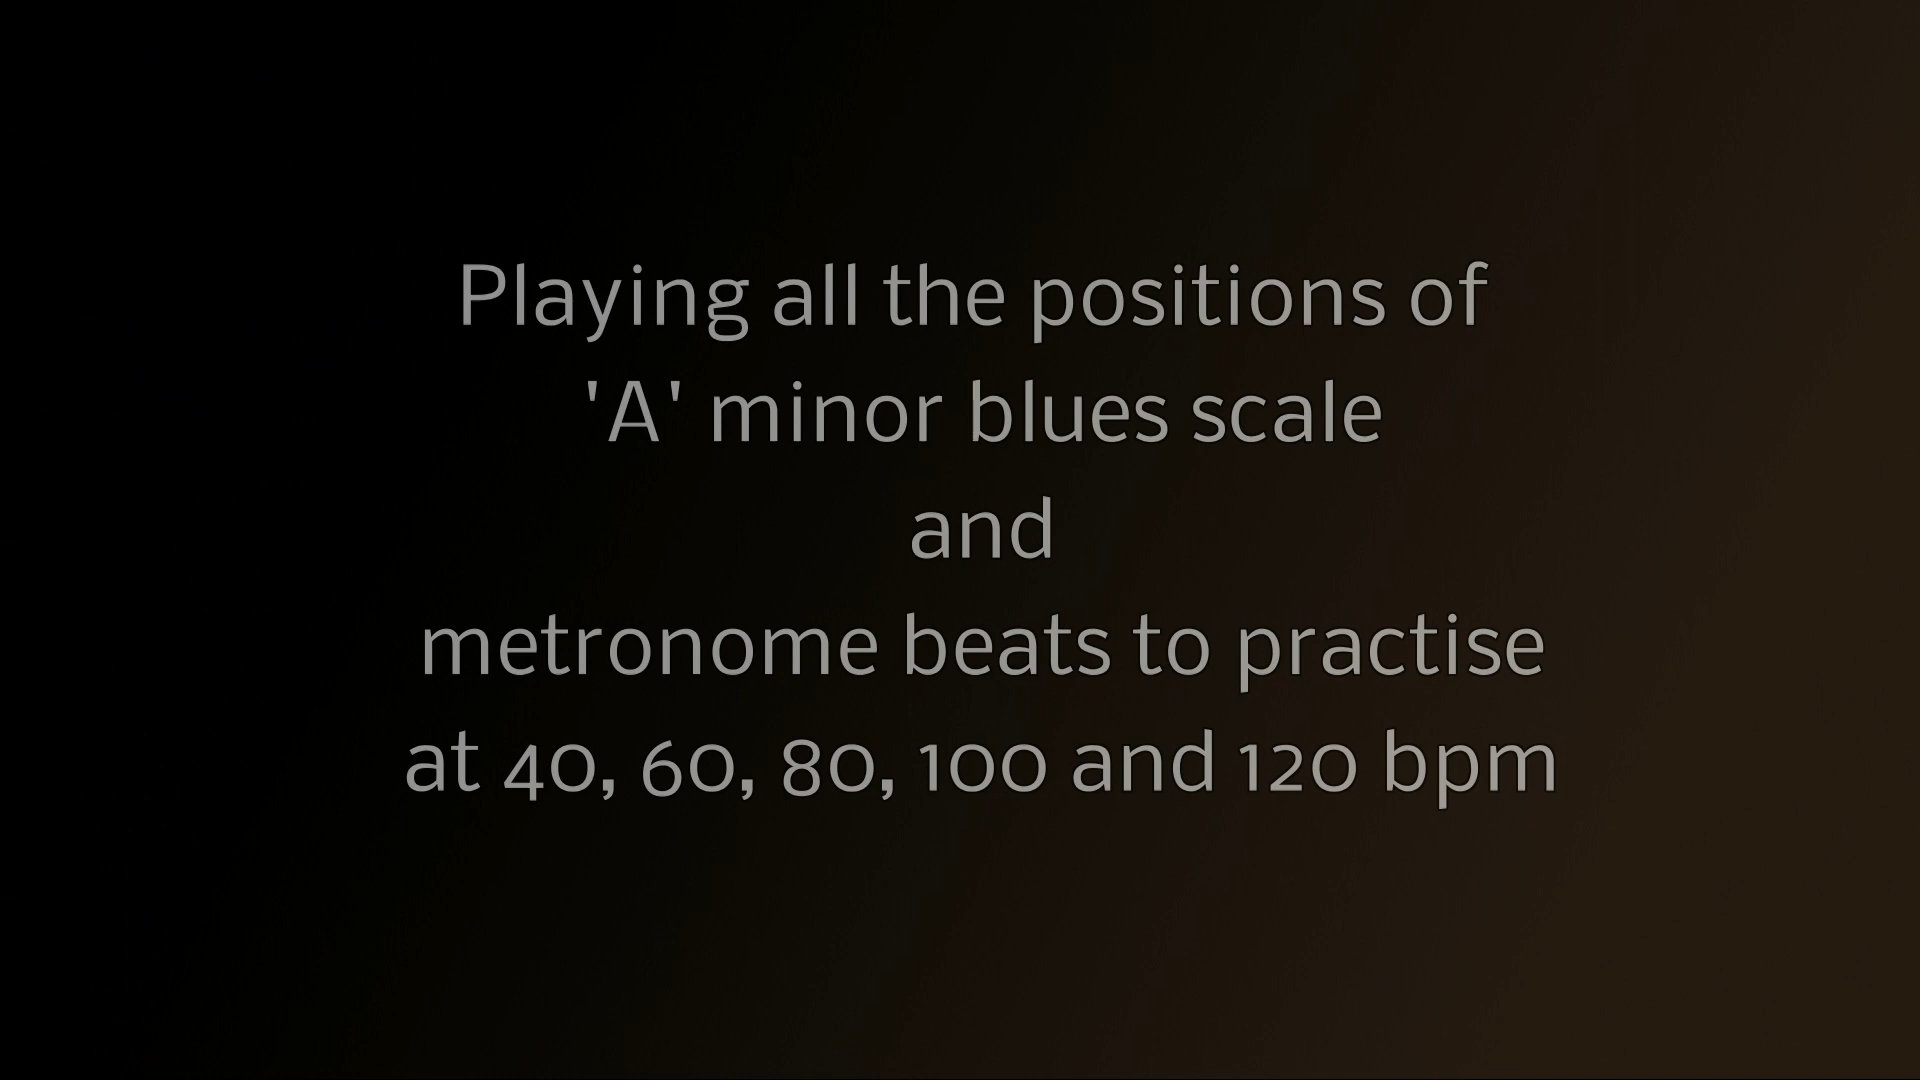 Playing all the positions of
'A' minor blues scale
and
metronome beats to practise
at 40, 60, 80, 100 and 120 bpm